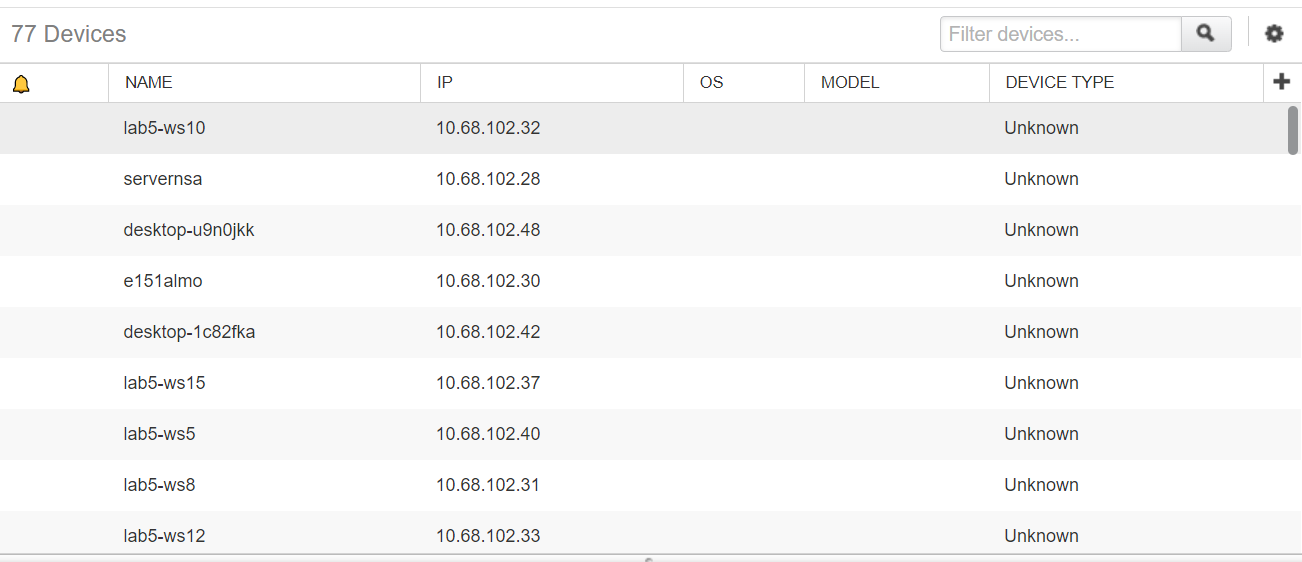 77 Devices Filter devices...
NAME IP OS MODEL DEVICE TYPE
lab5-ws10 10.68.102.32 Unknown
servernsa 10.68.102.28 Unknown
desktop-u9n0jkk 10.68.102.48 Unknown
e151almo 10.68.102.30 Unknown
desktop-1c82fka 10.68.102.42 Unknown
lab5-ws15 10.68.102.37 Unknown
lab5-ws5 10.68.102.40 Unknown
lab5-ws8 10.68.102.31 Unknown
lab5-ws12 10.68.102.33 Unknown